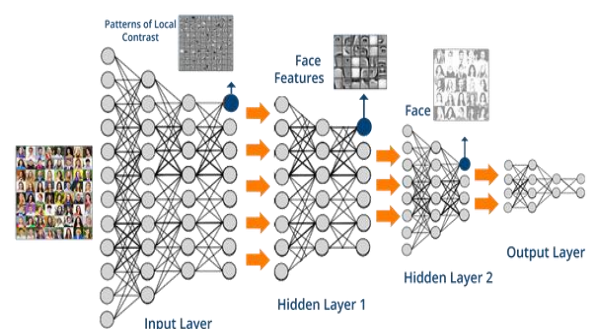 Patterns of Local
Contrast
Face
Features
Face
Input Layer
Hidden Layer 1
Hidden Layer 2
Output Layer